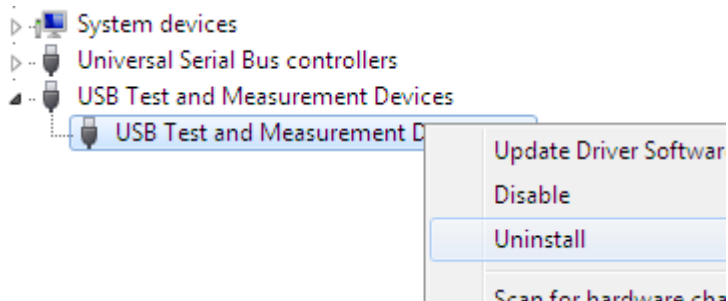 System devices
Universal Serial Bus controllers
USB Test and Measurement Devices
USB Test and Measurement
Update Driver
Disable
Uninstall
Scan for hardware